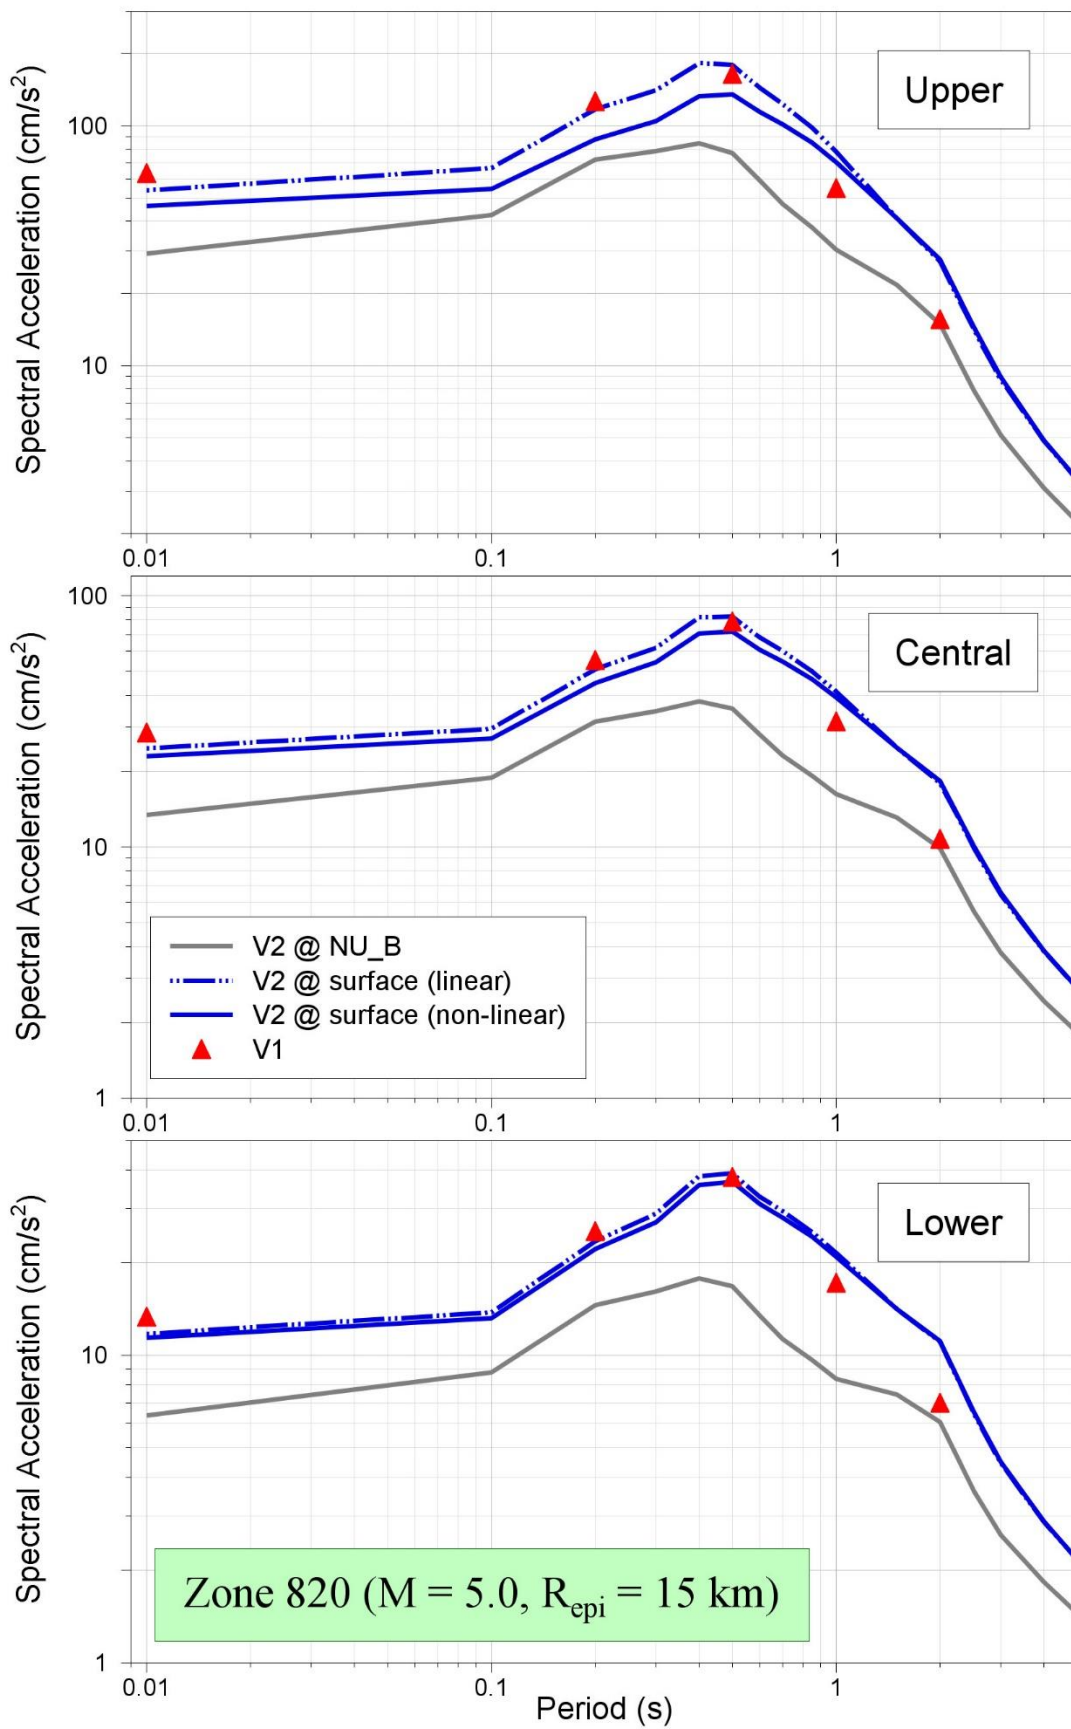 Spectral Acceleration (cm/s²)
100
10
Upper
0.01 0.1 1
Spectral Acceleration (cm/s²)
100
10
1
Central
V2 @ NU_B
V2 @ surface (linear)
V2 @ surface (non-linear)
V1
0.01 0.1 1
Spectral Acceleration (cm/s²)
10
1
Lower
Zone 820 (M = 5.0, Repi = 15 km)
0.01 0.1 1
Period (s)